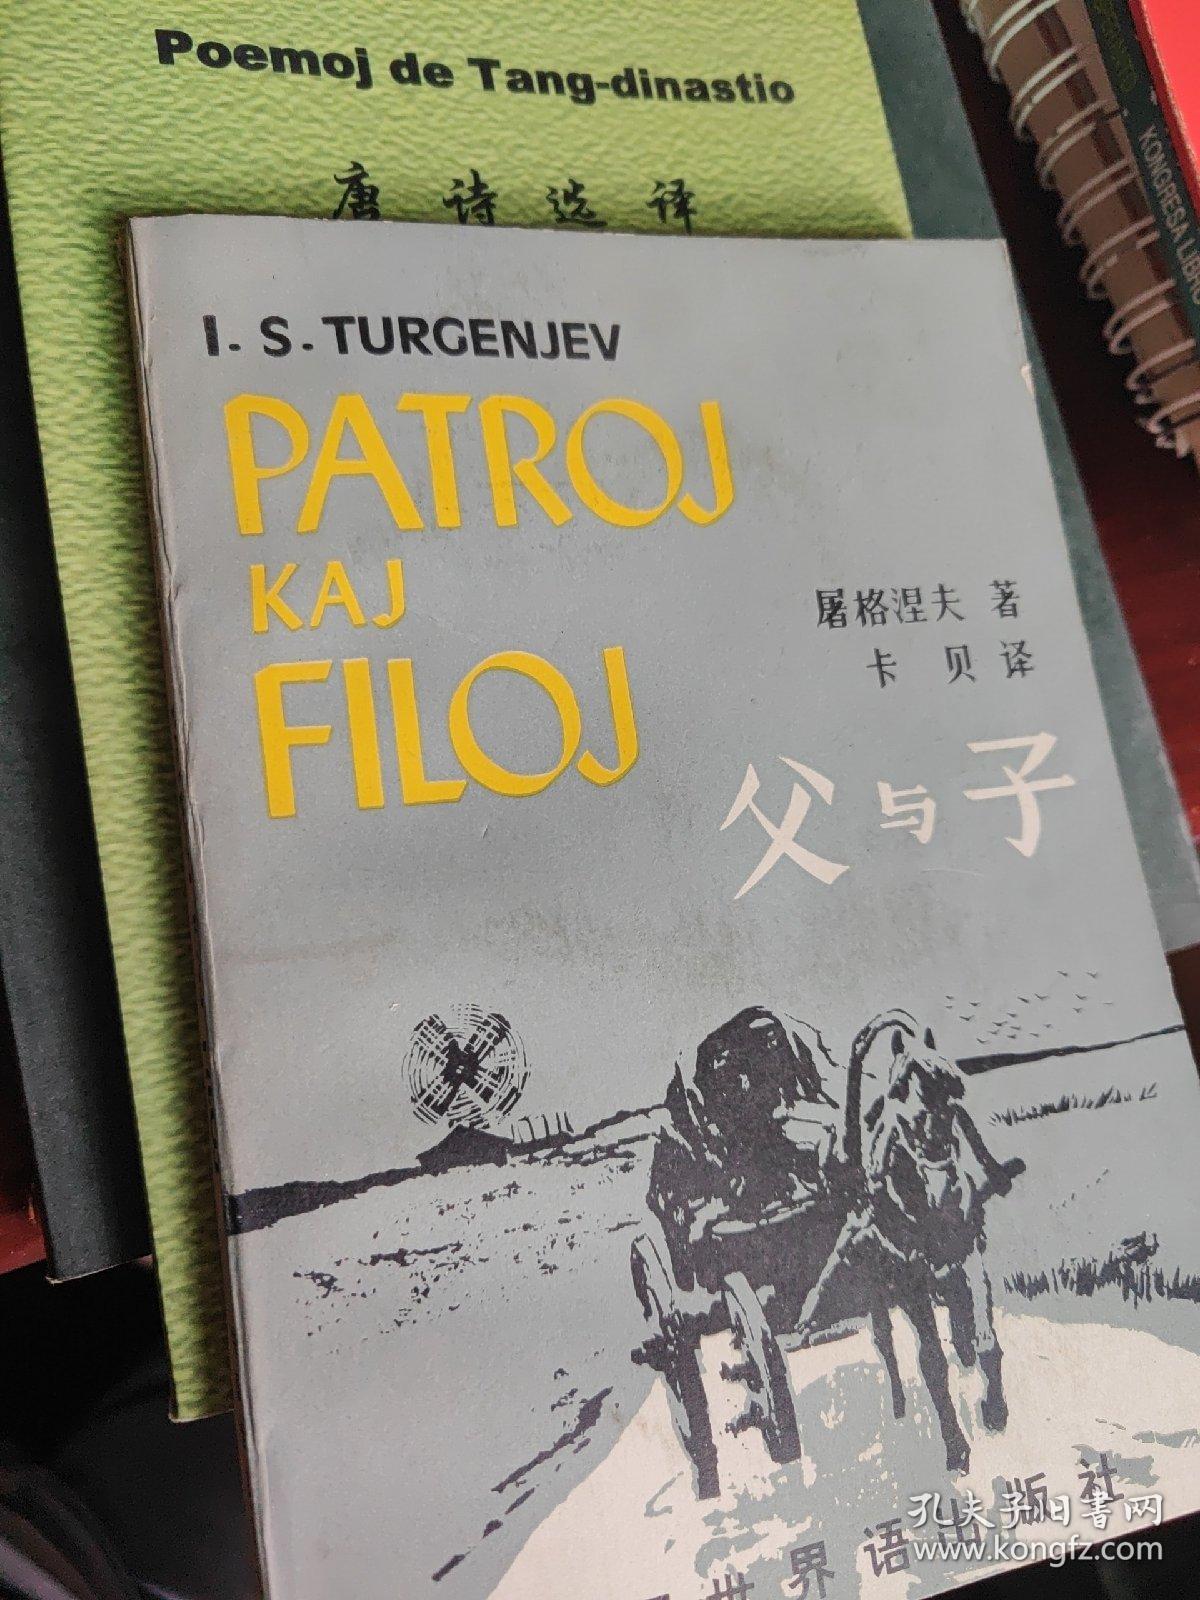 Poemoj de Tang-dinastio
唐诗选译
KONGRESA LIBRO
I. S. TURGENJEV
PATROJ
KAJ
FILOJ
屠格涅夫 著
卡 贝 译
父与子
世界语出版社
孔夫子旧书网
www.kongfz.com